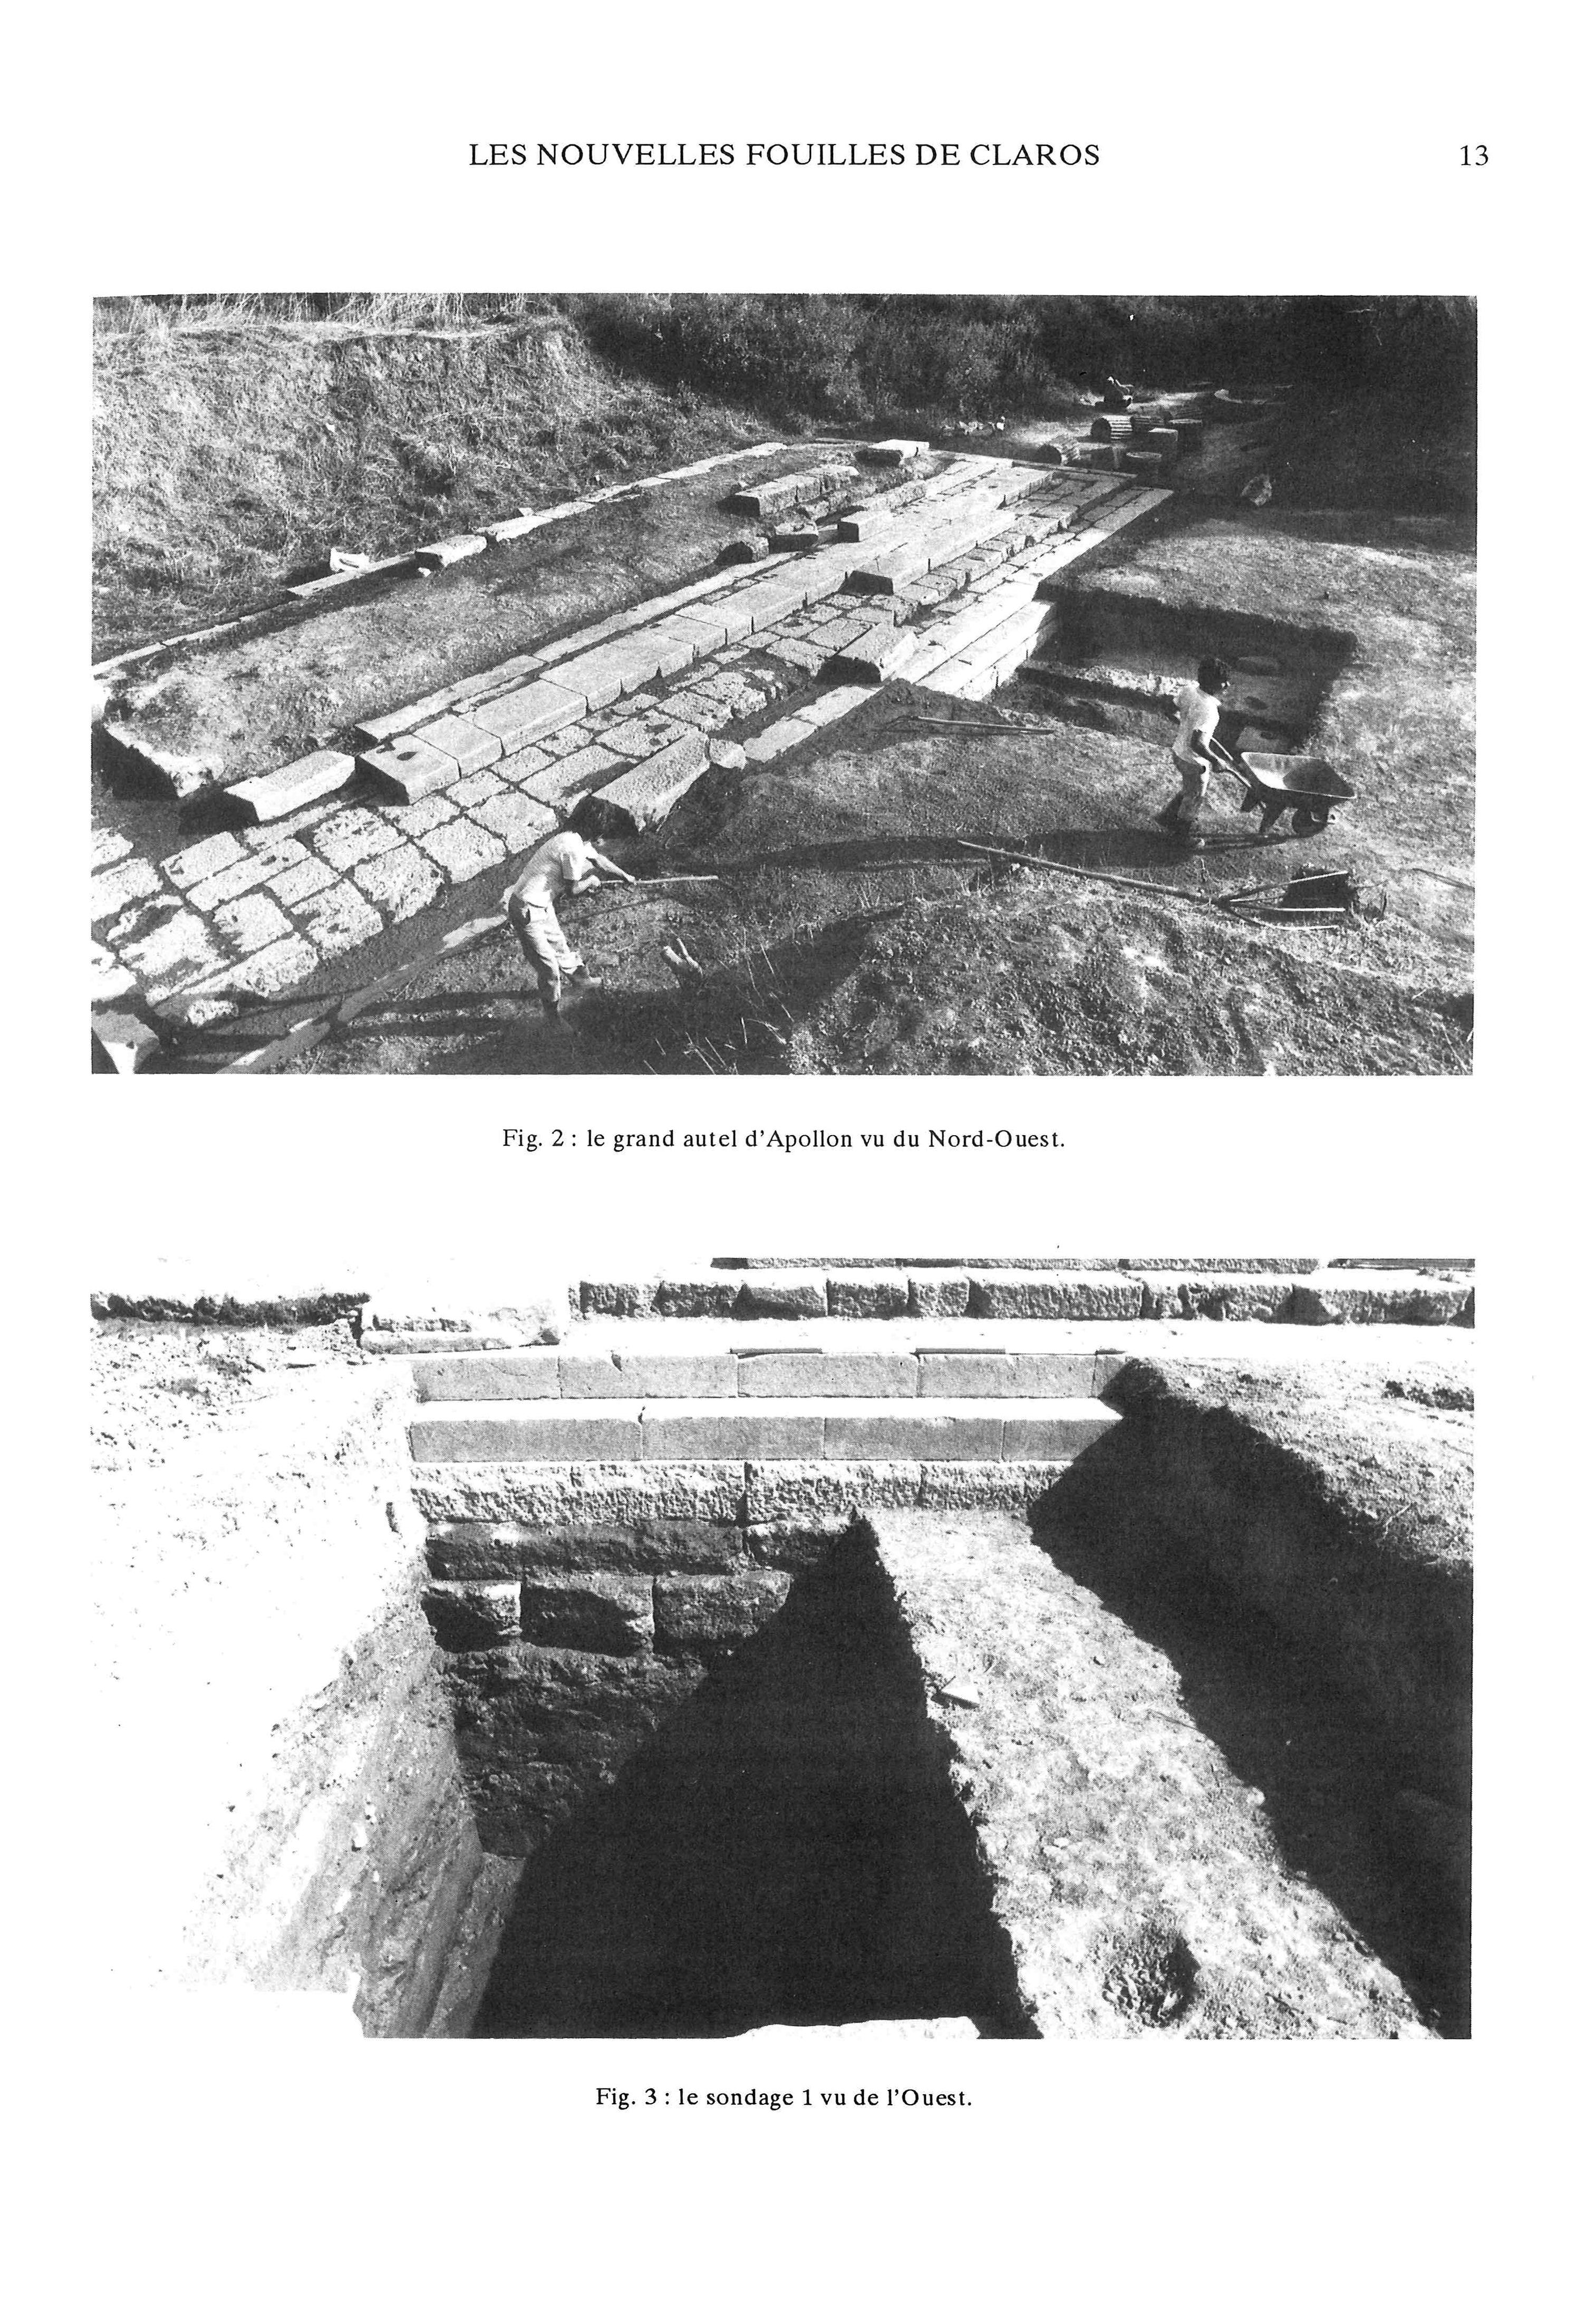 LES NOUVELLES FOUILLES DE CLAROS 13
Fig. 2 : le grand autel d'Apollon vu du Nord-Ouest.
Fig. 3 : le sondage 1 vu de l'Ouest.